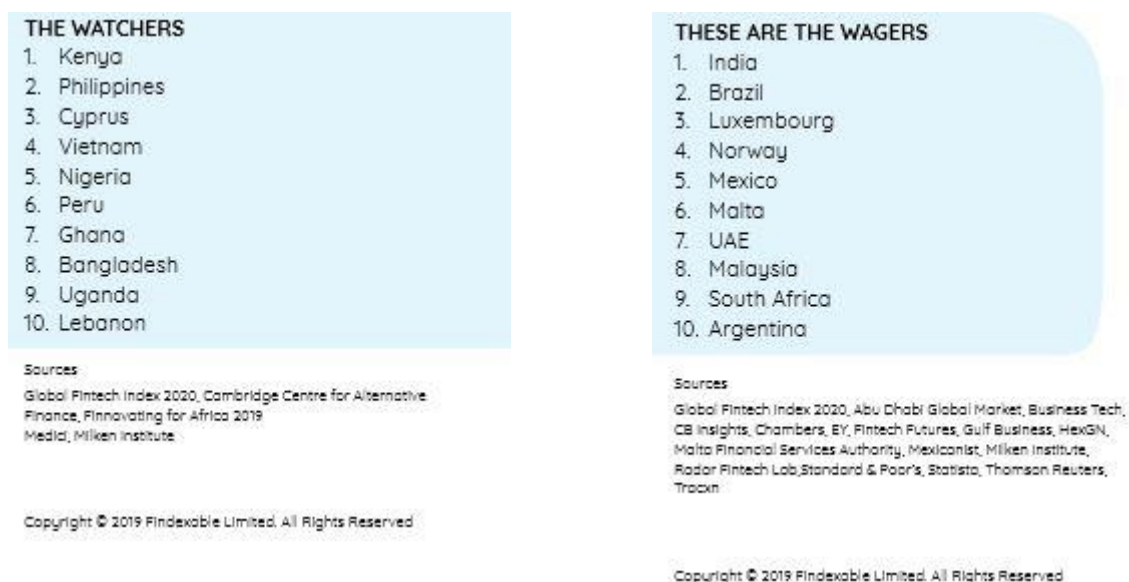 THE WATCHERS
1. Kenya
2. Philippines
3. Cyprus
4. Vietnam
5. Nigeria
6. Peru
7. Ghana
8. Bangladesh
9. Uganda
10. Lebanon
Sources
Global Fintech Index 2020, Cambridge Centre for Alternative
Finance, Finnovating for Africa 2019
Medici, Milken Institute
Copyright © 2019 Findexable Limited. All Rights Reserved
THESE ARE THE WAGERS
1. India
2. Brazil
3. Luxembourg
4. Norway
5. Mexico
6. Malta
7. UAE
8. Malaysia
9. South Africa
10. Argentina
Sources
Global Fintech Index 2020, Abu Dhabi Global Market, Business Tech,
CB Insights, Chambers, EY, Fintech Futures, Gulf Business, HexGN,
Malta Financial Services Authority, Mexicanist, Milken Institute,
Radar Fintech Lab,Standard & Poor's, Statista, Thomson Reuters,
Tracxn
Copyright © 2019 Findexable Limited. All Rights Reserved